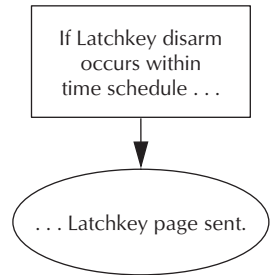 If Latchkey disarm
occurs within
time schedule . . .
. . . Latchkey page sent.